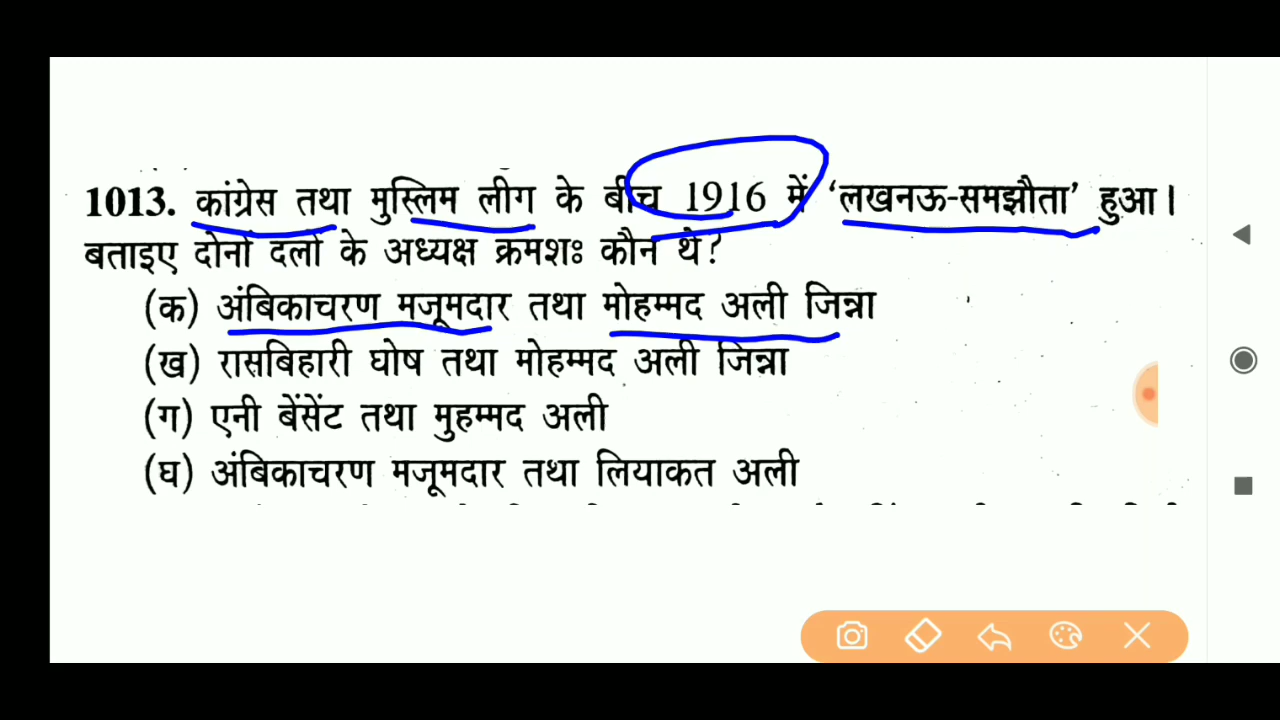 1013. कांग्रेस तथा मुस्लिम लीग के बीच 1916 में ‘लखनऊ-समझौता’ हुआ।
बताइए दोनों दलों के अध्यक्ष क्रमशः कौन थे?
(क) अंबिकाचरण मजूमदार तथा मोहम्मद अली जिन्ना
(ख) रासबिहारी घोष तथा मोहम्मद अली जिन्ना
(ग) एनी बेंसेंट तथा मुहम्मद अली
(घ) अंबिकाचरण मजूमदार तथा लियाकत अली